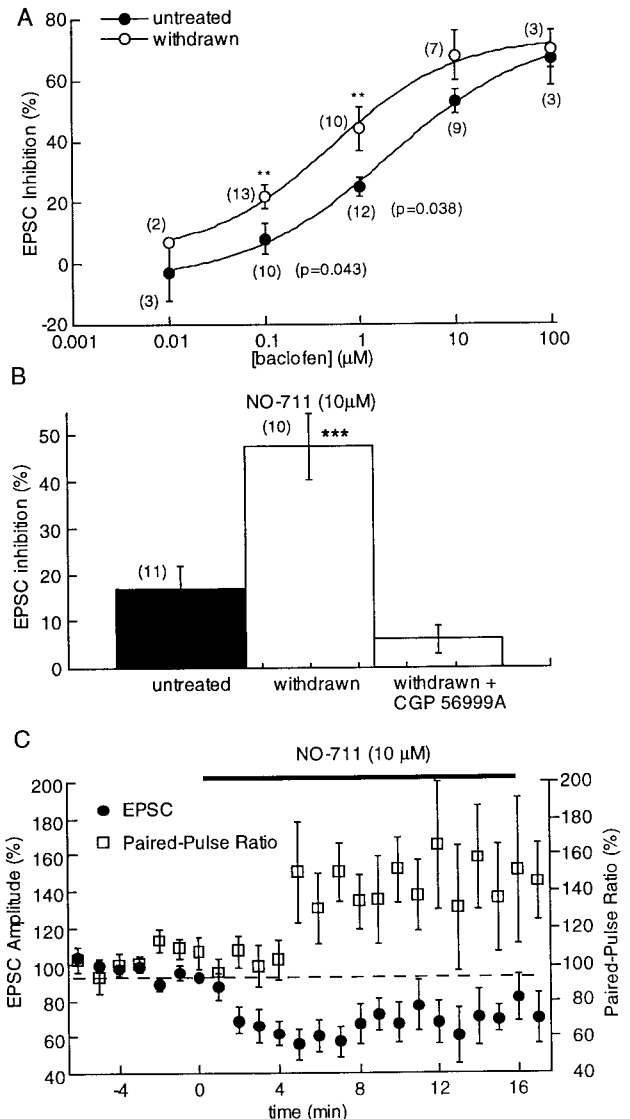 A
untreated
withdrawn
EPSC Inhibition (%)
80
60
40
20
0
-20
(2)
(3)
(13)
**
(10)
(p=0.043)
(10)
**
(12)
(p=0.038)
(7)
(9)
(3)
(3)
0.001
0.01
0.1
1
10
100
[baclofen] (μM)
B
NO-711 (10μM)
EPSC inhibition (%)
50
40
30
20
10
0
(11)
(10)
***
untreated
withdrawn
withdrawn +
CGP 56999A
C
NO-711 (10 μM)
EPSC
Paired-Pulse Ratio
EPSC Amplitude (%)
200
180
160
140
120
100
80
60
40
Paired-Pulse Ratio (%)
200
180
160
140
120
100
80
60
40
-4
0
4
8
12
16
time (min)